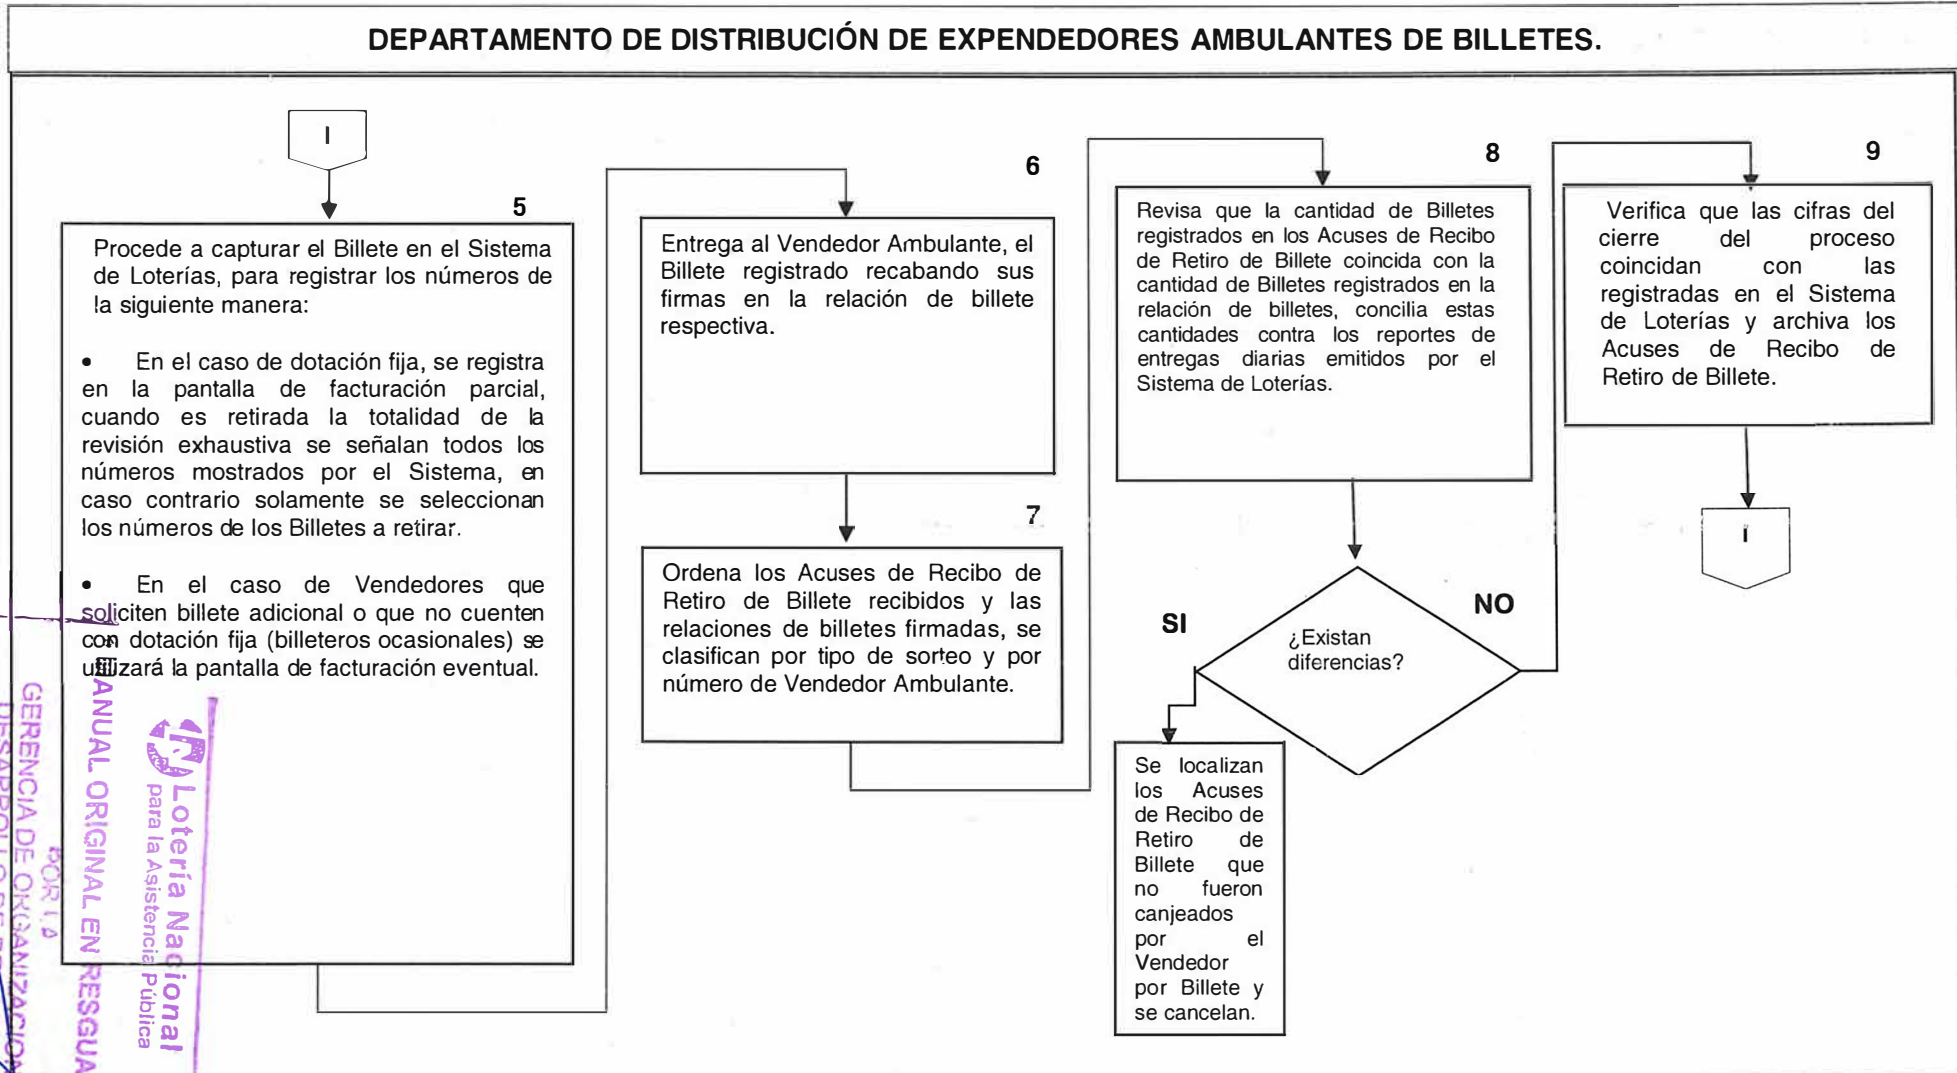 DEPARTAMENTO DE DISTRIBUCIÓN DE EXPENDEDORES AMBULANTES DE BILLETES.
I
5
Procede a capturar el Billete en el Sistema
de Loterías, para registrar los números de
la siguiente manera:
• En el caso de dotación fija, se registra
en la pantalla de facturación parcial,
cuando es retirada la totalidad de la
revisión exhaustiva se señalan todos los
números mostrados por el Sistema, en
caso contrario solamente se seleccionan
los números de los Billetes a retirar.
• En el caso de Vendedores que
soliciten billete adicional o que no cuenten
con dotación fija (billeteros ocasionales) se
utilizará la pantalla de facturación eventual.
6
Entrega al Vendedor Ambulante, el
Billete registrado recabando sus
firmas en la relación de billete
respectiva.
7
Ordena los Acuses de Recibo de
Retiro de Billete recibidos y las
relaciones de billetes firmadas, se
clasifican por tipo de sorteo y por
número de Vendedor Ambulante.
8
Revisa que la cantidad de Billetes
registrados en los Acuses de Recibo
de Retiro de Billete coincida con la
cantidad de Billetes registrados en la
relación de billetes, concilia estas
cantidades contra los reportes de
entregas diarias emitidos por el
Sistema de Loterías.
¿Existan
diferencias?
SI
NO
Se localizan
los Acuses
de Recibo de
Retiro de
Billete que
no fueron
canjeados
por el
Vendedor
por Billete y
se cancelan.
9
Verifica que las cifras del
cierre del proceso
coincidan con las
registradas en el Sistema
de Loterías y archiva los
Acuses de Recibo de
Retiro de Billete.
I
Lotería Nacional
para la Asistencia Pública
ANUAL ORIGINAL EN RESGUA
POR LA
GERENCIA DE ORGANIZACION
DESARROLLO DE